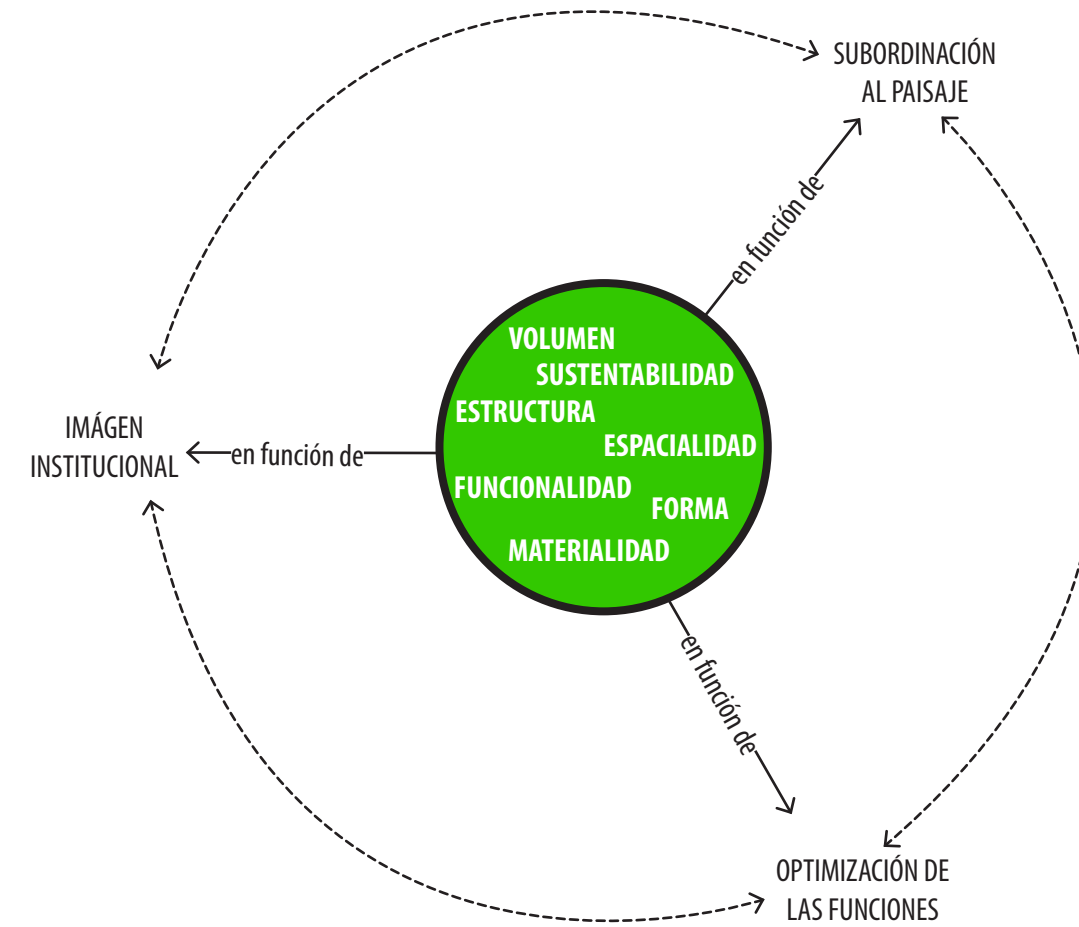 SUBORDINACIÓN
AL PAISAJE
en función de
VOLUMEN
SUSTENTABILIDAD
ESTRUCTURA
ESPACIALIDAD
FUNCIONALIDAD
FORMA
MATERIALIDAD
IMÁGEN
INSTITUCIONAL
en función de
en función de
OPTIMIZACIÓN DE
LAS FUNCIONES